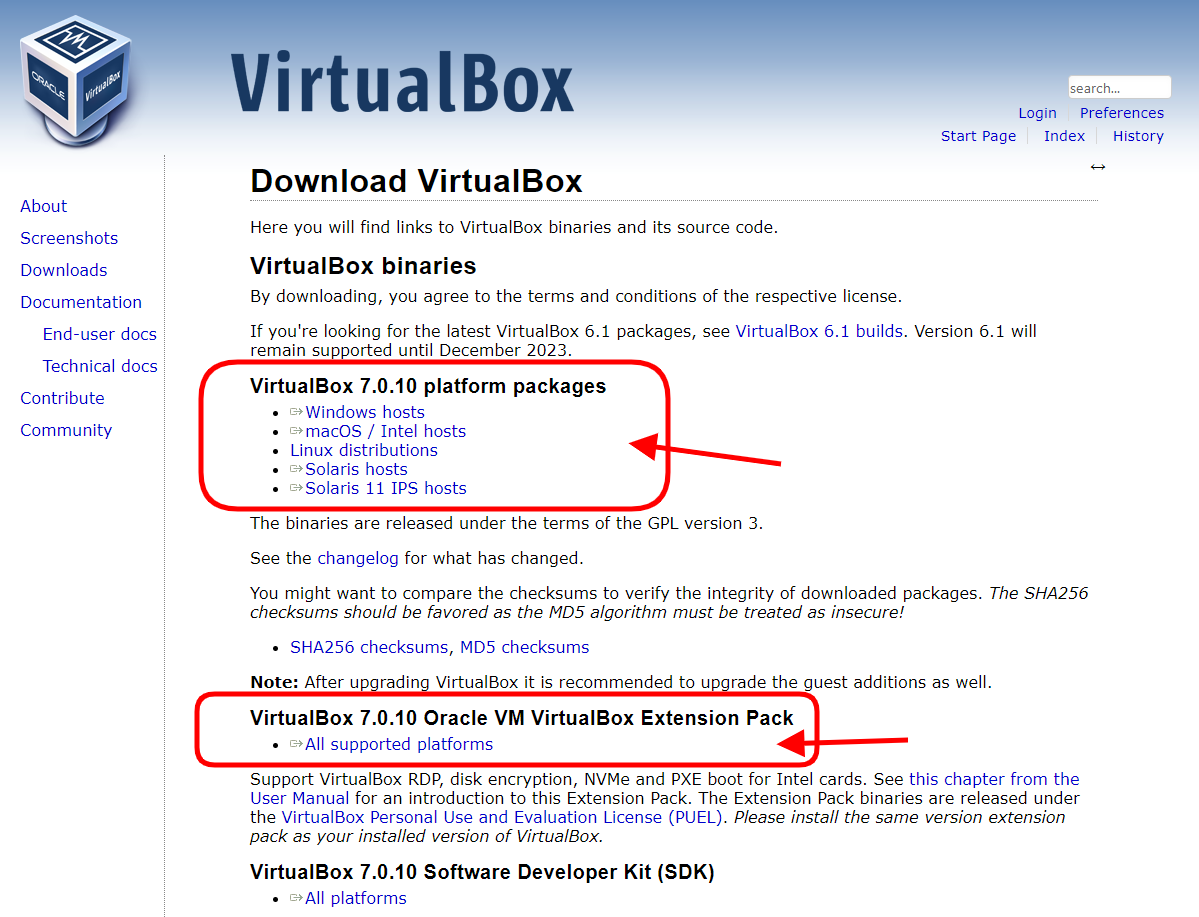 ORACLE
VirtualBox
VirtualBox
search...
Login Preferences
Start Page Index History
About
Screenshots
Downloads
Documentation
End-user docs
Technical docs
Contribute
Community
Download VirtualBox
Here you will find links to VirtualBox binaries and its source code.
VirtualBox binaries
By downloading, you agree to the terms and conditions of the respective license.
If you're looking for the latest VirtualBox 6.1 packages, see VirtualBox 6.1 builds. Version 6.1 will
remain supported until December 2023.
VirtualBox 7.0.10 platform packages
Windows hosts
macOS / Intel hosts
Linux distributions
Solaris hosts
Solaris 11 IPS hosts
The binaries are released under the terms of the GPL version 3.
See the changelog for what has changed.
You might want to compare the checksums to verify the integrity of downloaded packages. The SHA256
checksums should be favored as the MD5 algorithm must be treated as insecure!
SHA256 checksums, MD5 checksums
Note: After upgrading VirtualBox it is recommended to upgrade the guest additions as well.
VirtualBox 7.0.10 Oracle VM VirtualBox Extension Pack
All supported platforms
Support VirtualBox RDP, disk encryption, NVMe and PXE boot for Intel cards. See this chapter from the
User Manual for an introduction to this Extension Pack. The Extension Pack binaries are released under
the VirtualBox Personal Use and Evaluation License (PUEL). Please install the same version extension
pack as your installed version of VirtualBox.
VirtualBox 7.0.10 Software Developer Kit (SDK)
All platforms